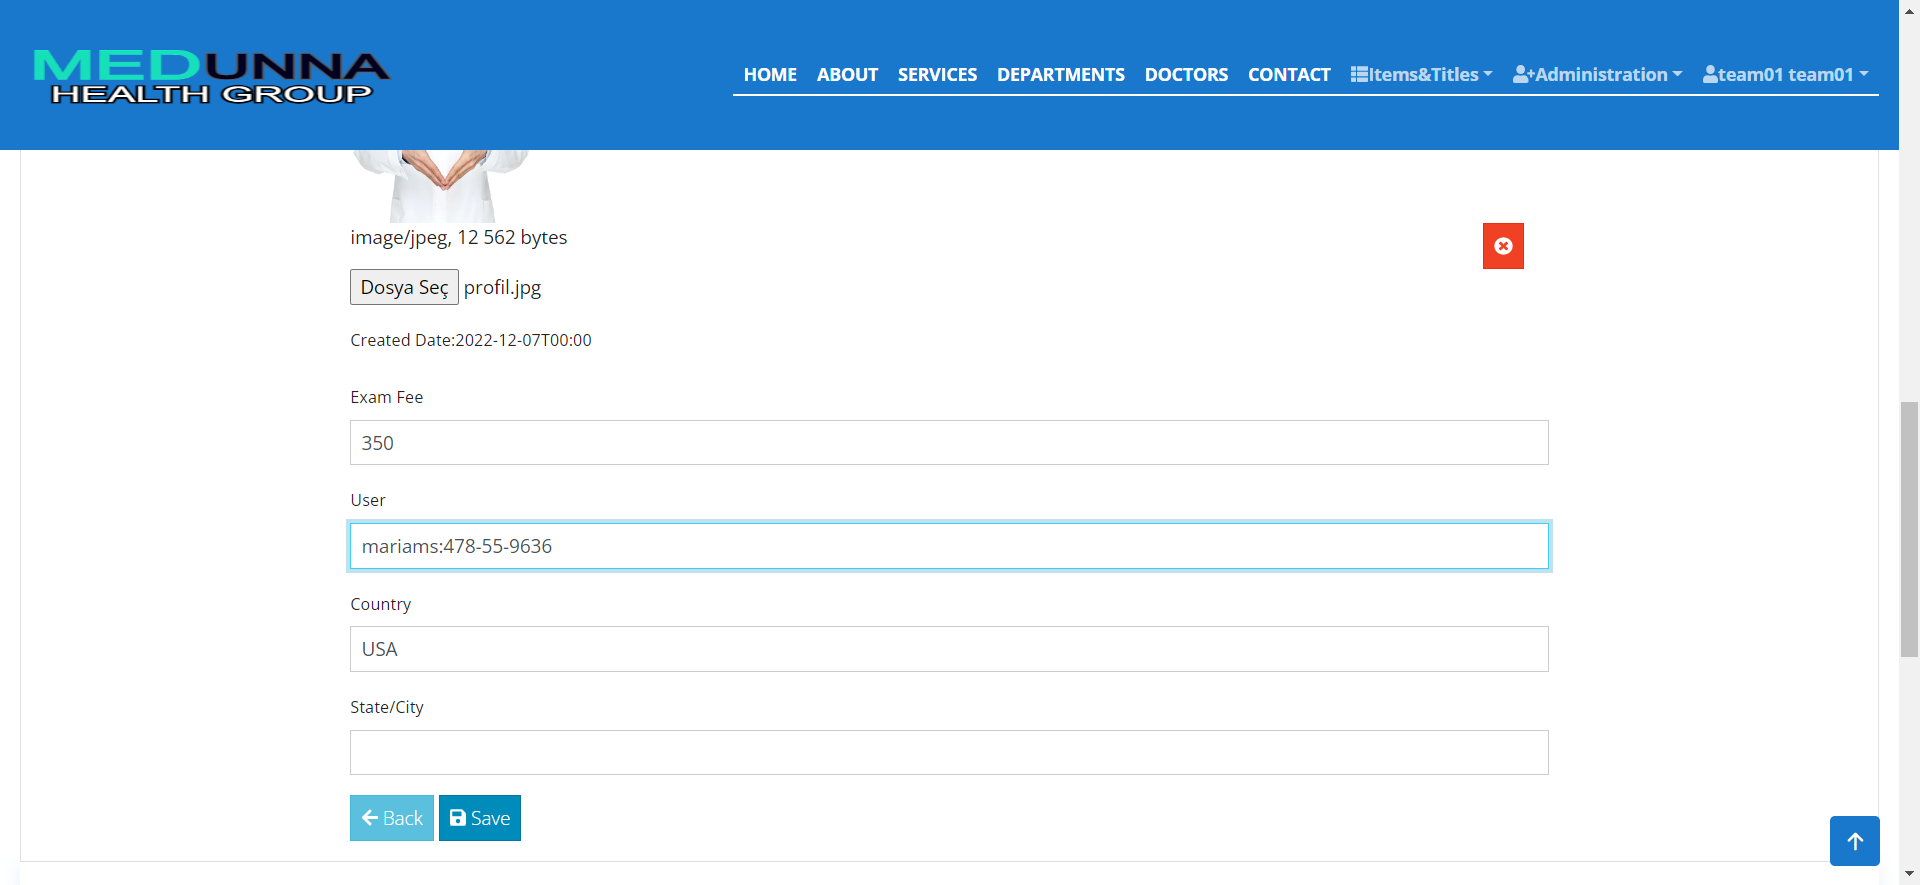 MEDUNNA
HEALTH GROUP
HOME ABOUT SERVICES DEPARTMENTS DOCTORS CONTACT Items&Titles Administration team01 team01
image/jpeg, 12 562 bytes
Dosya Seç profil.jpg
Created Date:2022-12-07T00:00
Exam Fee
350
User
mariams:478-55-9636
Country
USA
State/City
Back Save